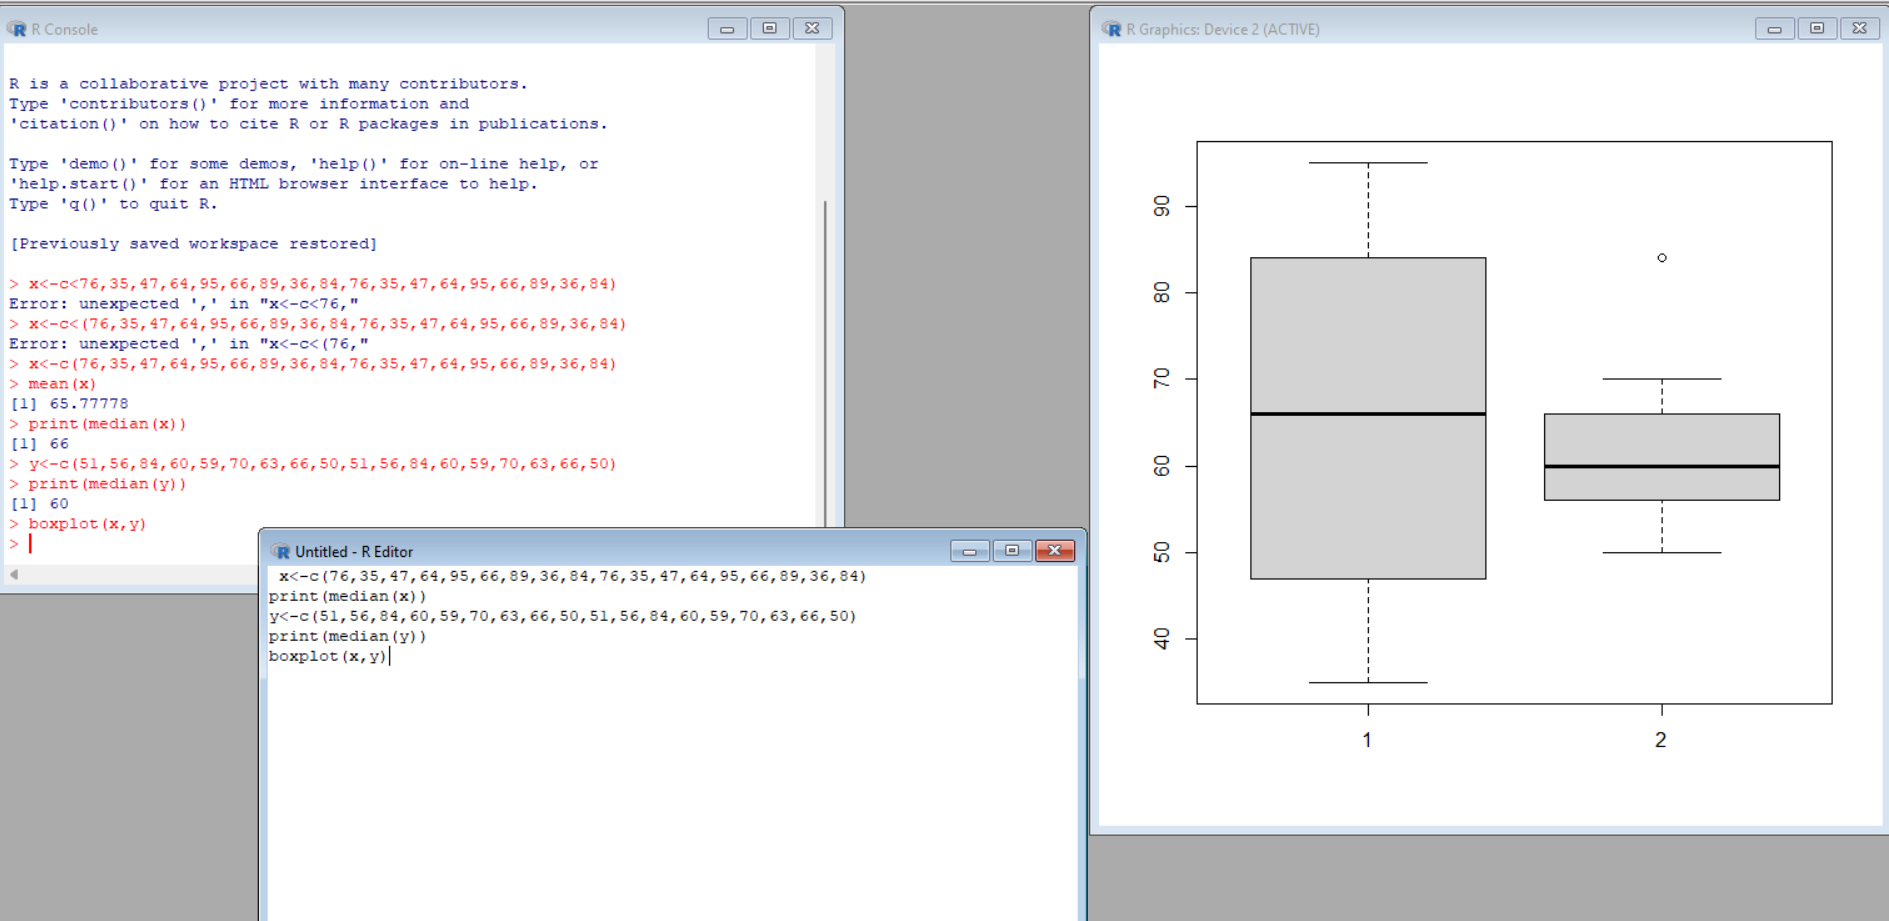 R Console
R is a collaborative project with many contributors.
Type 'contributors()' for more information and
'citation()' on how to cite R or R packages in publications.
Type 'demo()' for some demos, 'help()' for on-line help, or
'help.start()' for an HTML browser interface to help.
Type 'q()' to quit R.
[Previously saved workspace restored]
> x<-c<76,35,47,64,95,66,89,36,84,76,35,47,64,95,66,89,36,84)
Error: unexpected ',' in "x<-c<76,"
> x<-c<(76,35,47,64,95,66,89,36,84,76,35,47,64,95,66,89,36,84)
Error: unexpected ',' in "x<-c<(76,"
> x<-c(76,35,47,64,95,66,89,36,84,76,35,47,64,95,66,89,36,84)
> mean(x)
[1] 65.77778
> print(median(x))
[1] 66
> y<-c(51,56,84,60,59,70,63,66,50,51,56,84,60,59,70,63,66,50)
> print(median(y))
[1] 60
> boxplot(x,y)
>
Untitled - R Editor
x<-c(76,35,47,64,95,66,89,36,84,76,35,47,64,95,66,89,36,84)
print(median(x))
y<-c(51,56,84,60,59,70,63,66,50,51,56,84,60,59,70,63,66,50)
print(median(y))
boxplot(x,y)
R Graphics: Device 2 (ACTIVE)
90
80
70
60
50
40
1 2